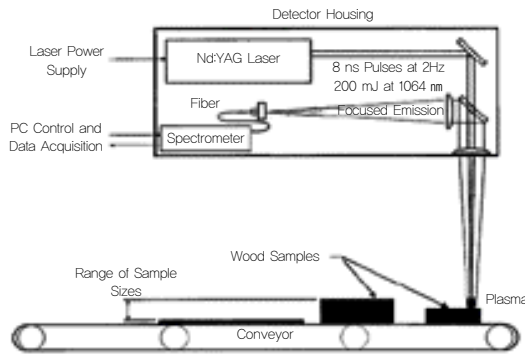 Detector Housing
Laser Power
Supply
Nd:YAG Laser
8 ns Pulses at 2Hz
200 mJ at 1064 nm
Fiber
Focused Emission
PC Control and
Data Acquisition
Spectrometer
Wood Samples
Range of Sample
Sizes
Plasma
Conveyor